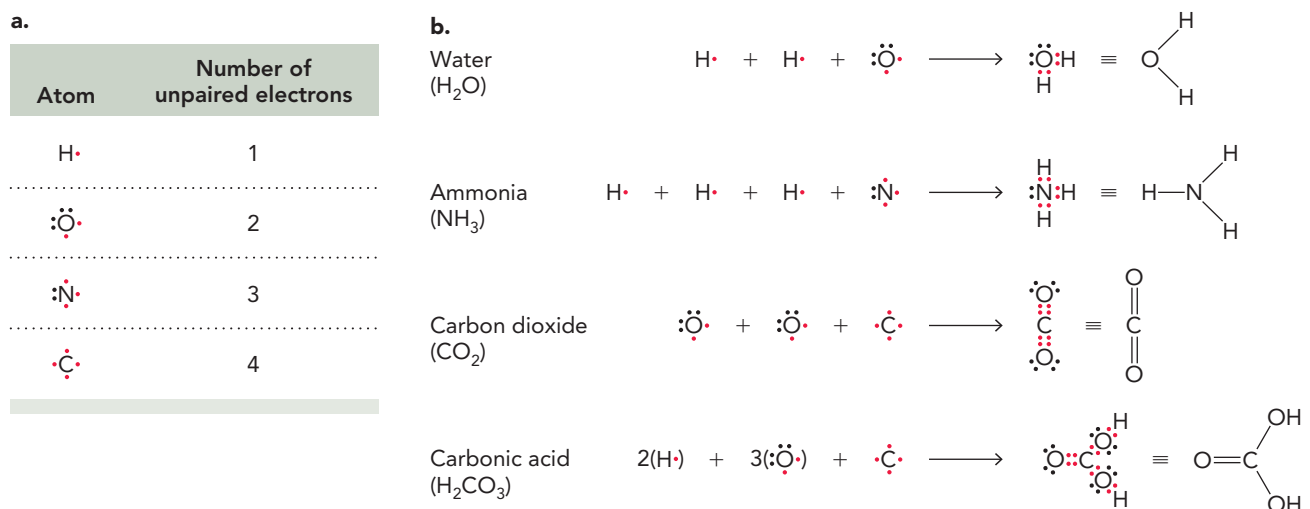 a.
Atom Number of unpaired electrons
H· 1
:Ö· 2
:N· 3
·C· 4
b.
Water
(H₂O)
H· + H· + :Ö· ⟶ :Ö:H ≡ O H
H H
Ammonia
(NH₃)
H· + H· + H· + :N· ⟶ H :N:H H ≡ H—N H H
Carbon dioxide
(CO₂)
:Ö· + :Ö· + ·C· ⟶ O::C::O ≡ O=C=O
Carbonic acid
(H₂CO₃)
2(H·) + 3(:Ö·) + ·C· ⟶ O::C O H O H ≡ O=C OH OH